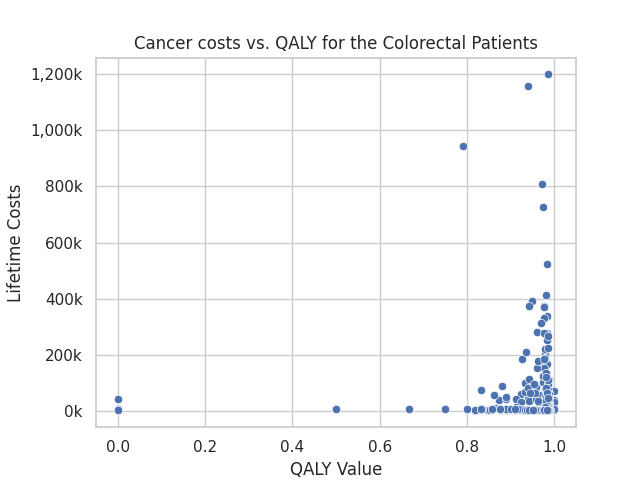 Cancer costs vs. QALY for the Colorectal Patients
1,200k
1,000k
800k
600k
400k
200k
0k
Lifetime Costs
0.0 0.2 0.4 0.6 0.8 1.0
QALY Value